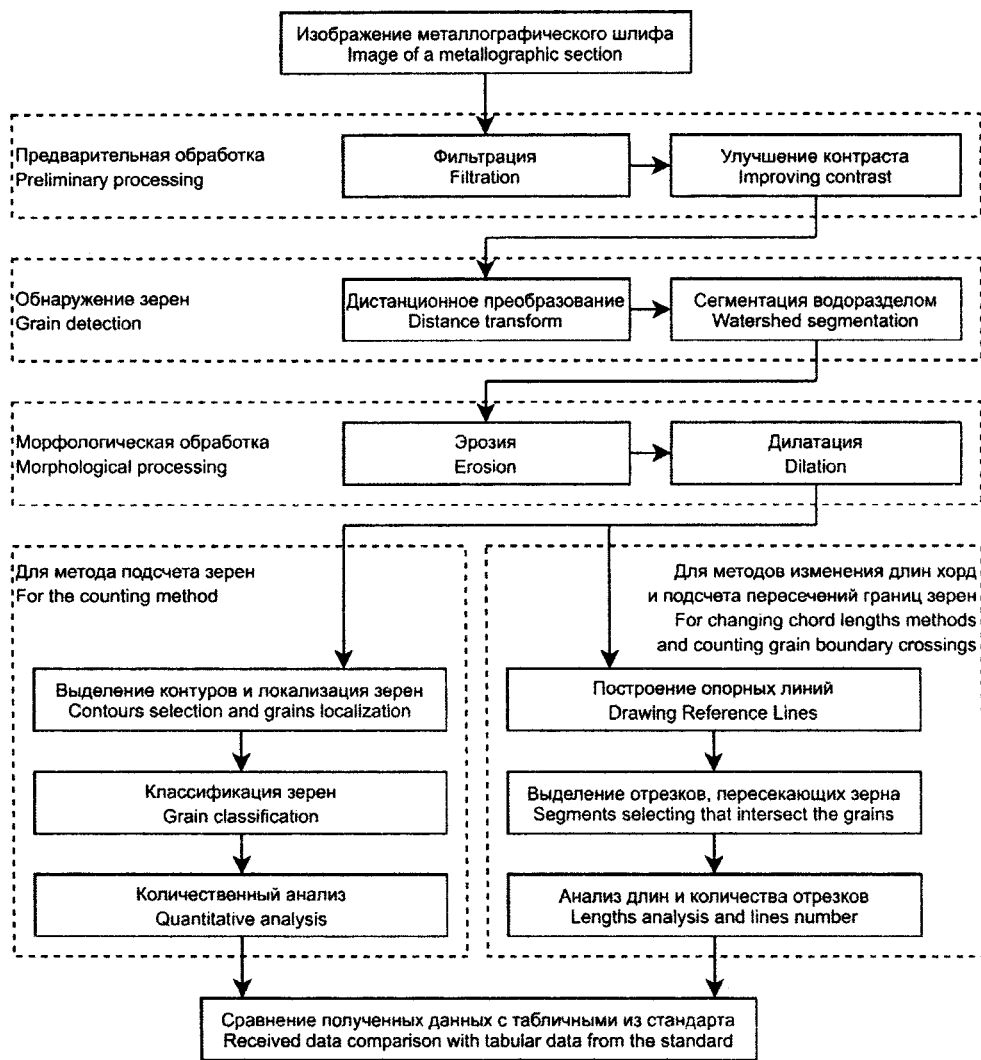 Изображение металлографического шлифа
Image of a metallographic section
Предварительная обработка
Preliminary processing
Фильтрация
Filtration
Улучшение контраста
Improving contrast
Обнаружение зерен
Grain detection
Дистанционное преобразование
Distance transform
Сегментация водоразделом
Watershed segmentation
Морфологическая обработка
Morphological processing
Эрозия
Erosion
Дилатация
Dilation
Для метода подсчета зерен
For the counting method
Выделение контуров и локализация зерен
Contours selection and grains localization
Классификация зерен
Grain classification
Количественный анализ
Quantitative analysis
Для методов изменения длин хорд
и подсчета пересечений границ зерен
For changing chord lengths methods
and counting grain boundary crossings
Построение опорных линий
Drawing Reference Lines
Выделение отрезков, пересекающих зерна
Segments selecting that intersect the grains
Анализ длин и количества отрезков
Lengths analysis and lines number
Сравнение полученных данных с табличными из стандарта
Received data comparison with tabular data from the standard